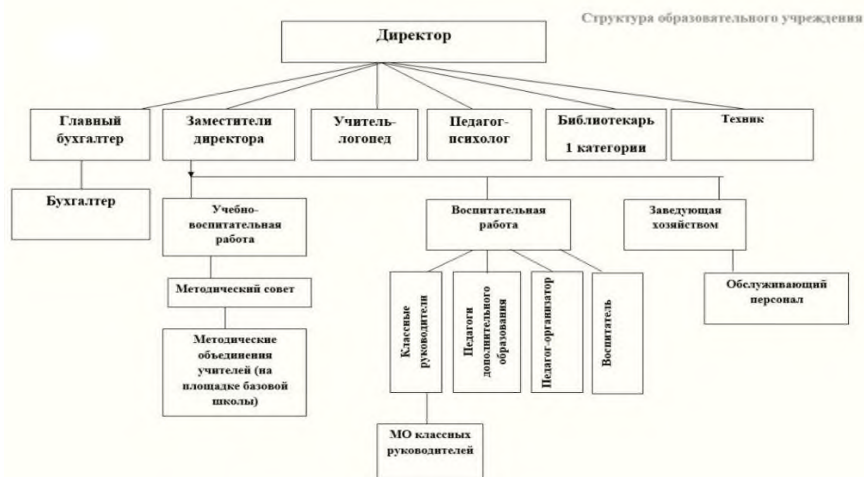 Структура образовательного учреждения
Директор
Главный
бухгалтер
Заместители
директора
Учитель-
логопед
Педагог-
психолог
Библиотекарь
1 категории
Техник
Бухгалтер
Учебно-
воспитательная
работа
Воспитательная
работа
Заведующая
хозяйством
Методический совет
Классные
руководители
Педагоги
дополнительного
образования
Педагог-организатор
Воспитатель
Обслуживающий
персонал
Методические
объединения
учителей (на
площадке базовой
школы)
МО классных
руководителей